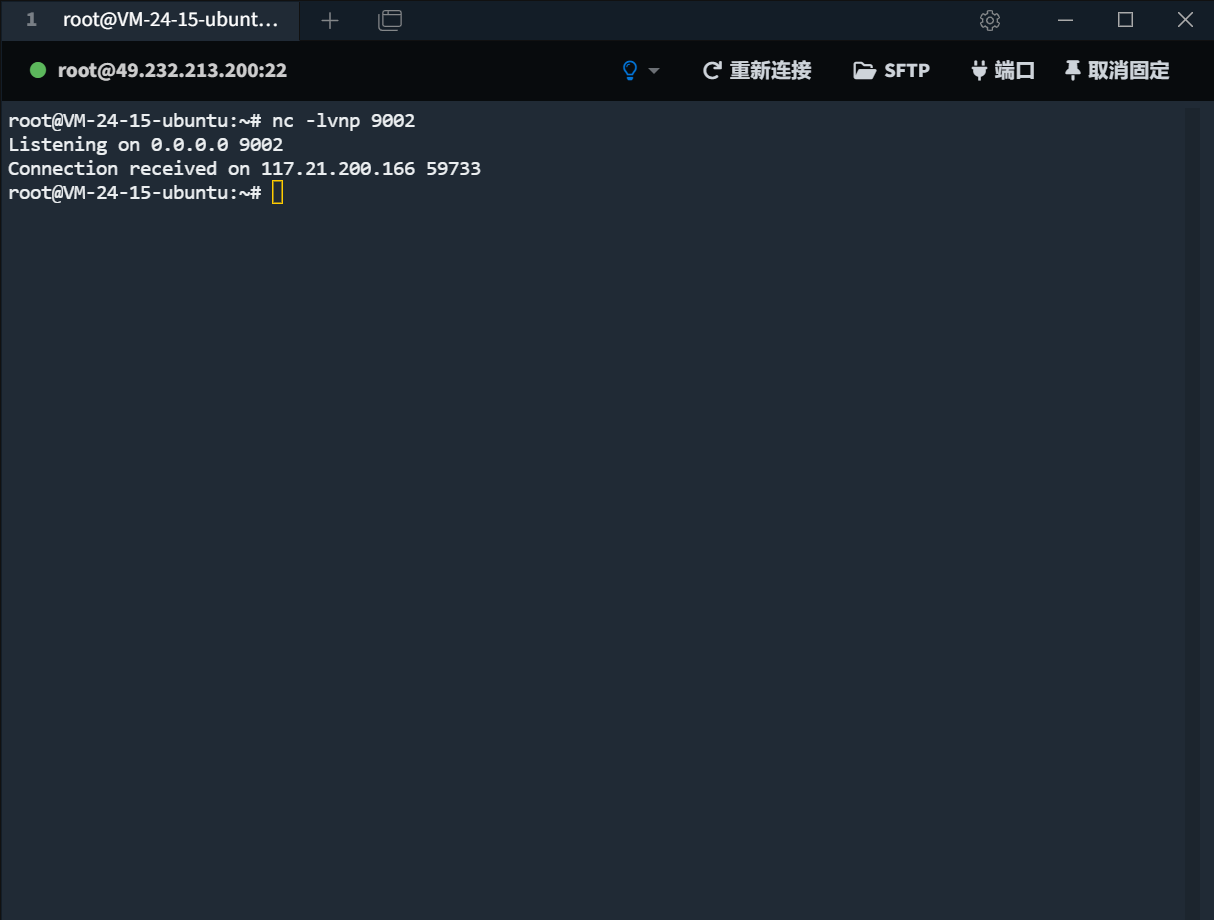 1 root@VM-24-15-ubunt...
root@49.232.213.200:22 重新连接 SFTP 端口 取消固定
root@VM-24-15-ubuntu:~# nc -lvnp 9002
Listening on 0.0.0.0 9002
Connection received on 117.21.200.166 59733
root@VM-24-15-ubuntu:~#